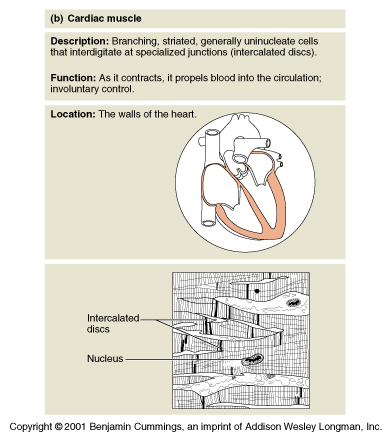 (b) Cardiac muscle
Description: Branching, striated, generally uninucleate cells
that interdigitate at specialized junctions (intercalated discs).
Function: As it contracts, it propels blood into the circulation;
involuntary control.
Location: The walls of the heart.
Intercalated
discs
Nucleus
Copyright © 2001 Benjamin Cummings, an imprint of Addison Wesley Longman, Inc.